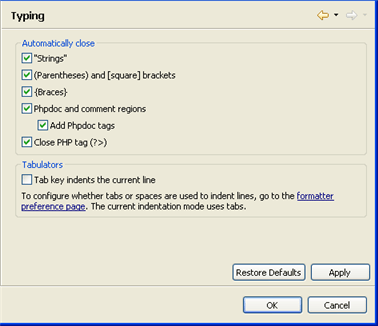 Typing
Automatically close
"Strings"
(Parentheses) and [square] brackets
{Braces}
Phpdoc and comment regions
Add Phpdoc tags
Close PHP tag (?>)
Tabulators
Tab key indents the current line
To configure whether tabs or spaces are used to indent lines, go to the formatter
preference page. The current indentation mode uses tabs.
Restore Defaults Apply
OK Cancel